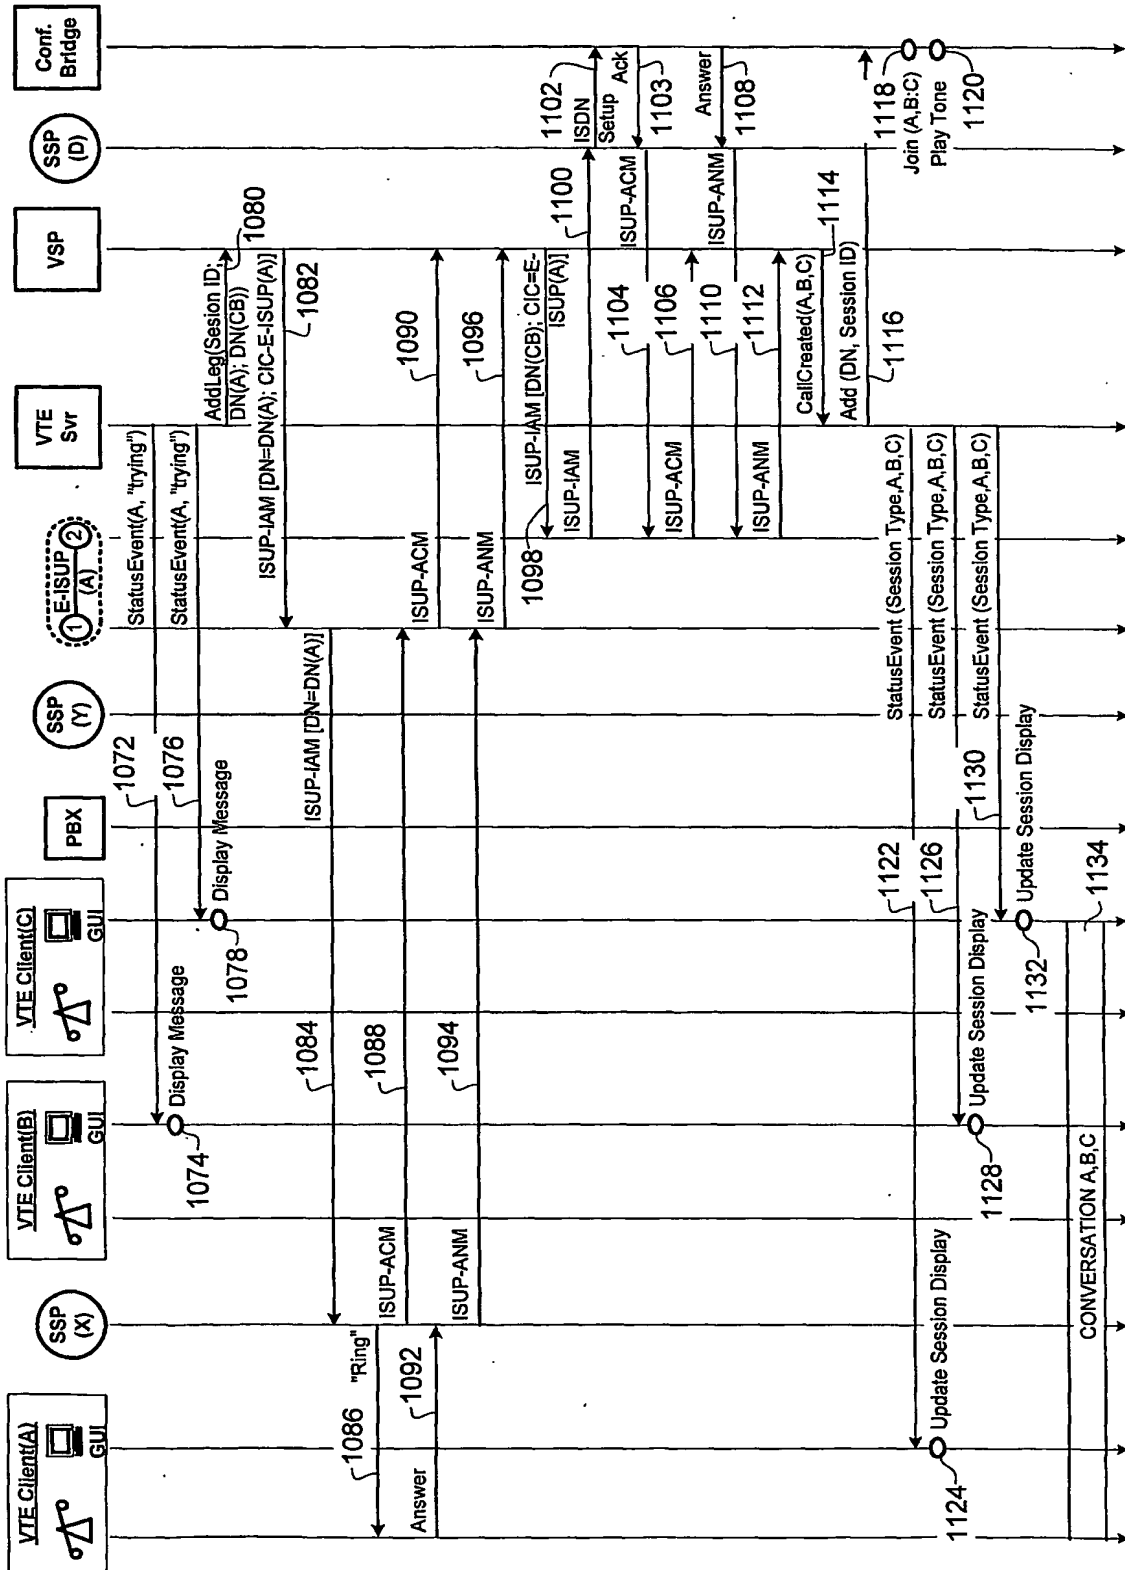 VTE Client(A)
GUI
SSP
(X)
VTE Client(B)
GUI
VTE Client(C)
GUI
PBX
SSP
(Y)
1
E-ISUP
(A)
2
VTE
Svr
VSP
SSP
(D)
Conf.
Bridge
StatusEvent(A, "trying")
1072
Display Message
1074
StatusEvent(A, "trying")
1076
Display Message
1078
AddLeg(Sesion ID;
DN(A); DN(CB))
1080
ISUP-IAM [DN=DN(A); CIC-E-ISUP(A)]
1082
ISUP-IAM [DN=DN(A)]
1084
"Ring"
1086
ISUP-ACM
1088
ISUP-ACM
1090
Answer
1092
ISUP-ANM
1094
ISUP-ANM
1096
ISUP-IAM [DN(CB); CIC=E-
ISUP(A)]
1098
ISUP-IAM
1100
ISDN
Setup
1102
Ack
1103
ISUP-ACM
1104
ISUP-ACM
1106
Answer
1108
ISUP-ANM
1110
ISUP-ANM
1112
CallCreated(A,B,C)
1114
Add (DN, Session ID)
1116
Join (A,B:C)
1118
Play Tone
1120
StatusEvent (Session Type,A,B,C)
1122
Update Session Display
1124
StatusEvent (Session Type,A,B,C)
1126
Update Session Display
1128
StatusEvent (Session Type,A,B,C)
1130
Update Session Display
1132
CONVERSATION A,B,C
1134